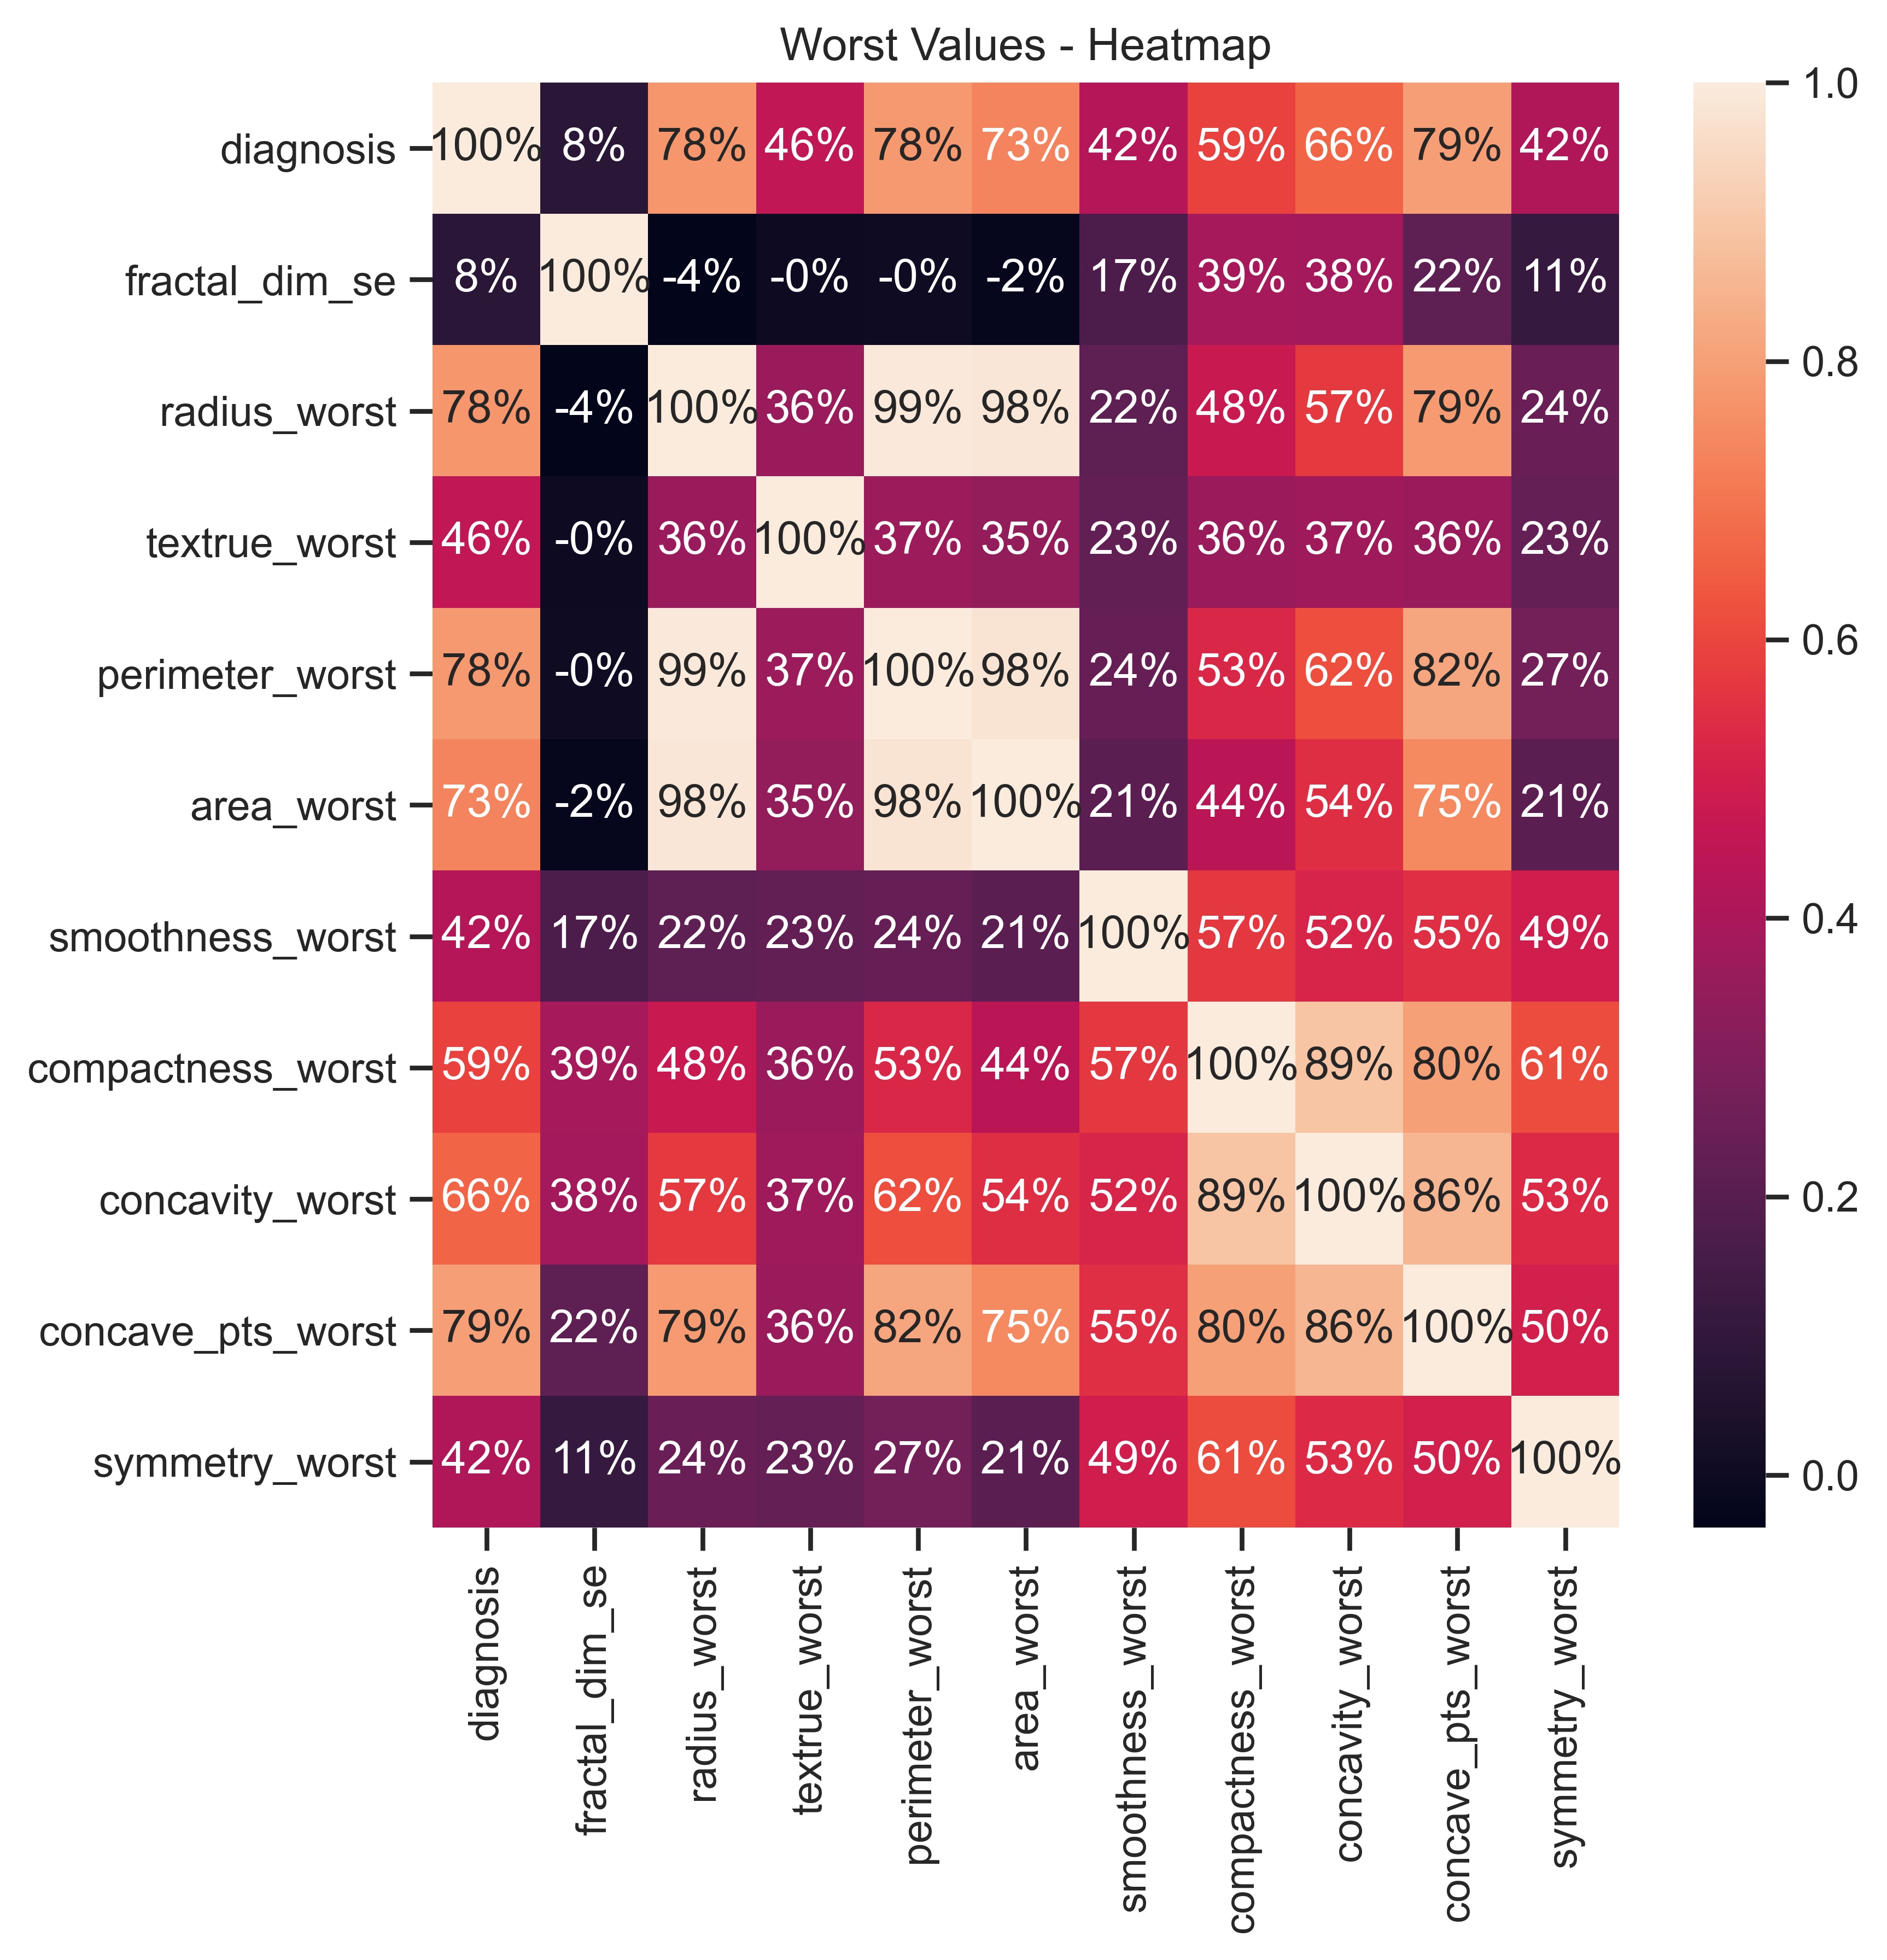 Worst Values - Heatmap
diagnosis 100% 8% 78% 46% 78% 73% 42% 59% 66% 79% 42%
fractal_dim_se 8% 100% -4% -0% -0% -2% 17% 39% 38% 22% 11%
radius_worst 78% -4% 100% 36% 99% 98% 22% 48% 57% 79% 24%
textrue_worst 46% -0% 36% 100% 37% 35% 23% 36% 37% 36% 23%
perimeter_worst 78% -0% 99% 37% 100% 98% 24% 53% 62% 82% 27%
area_worst 73% -2% 98% 35% 98% 100% 21% 44% 54% 75% 21%
smoothness_worst 42% 17% 22% 23% 24% 21% 100% 57% 52% 55% 49%
compactness_worst 59% 39% 48% 36% 53% 44% 57% 100% 89% 80% 61%
concavity_worst 66% 38% 57% 37% 62% 54% 52% 89% 100% 86% 53%
concave_pts_worst 79% 22% 79% 36% 82% 75% 55% 80% 86% 100% 50%
symmetry_worst 42% 11% 24% 23% 27% 21% 49% 61% 53% 50% 100%
diagnosis
fractal_dim_se
radius_worst
textrue_worst
perimeter_worst
area_worst
smoothness_worst
compactness_worst
concavity_worst
concave_pts_worst
symmetry_worst
1.0
0.8
0.6
0.4
0.2
0.0